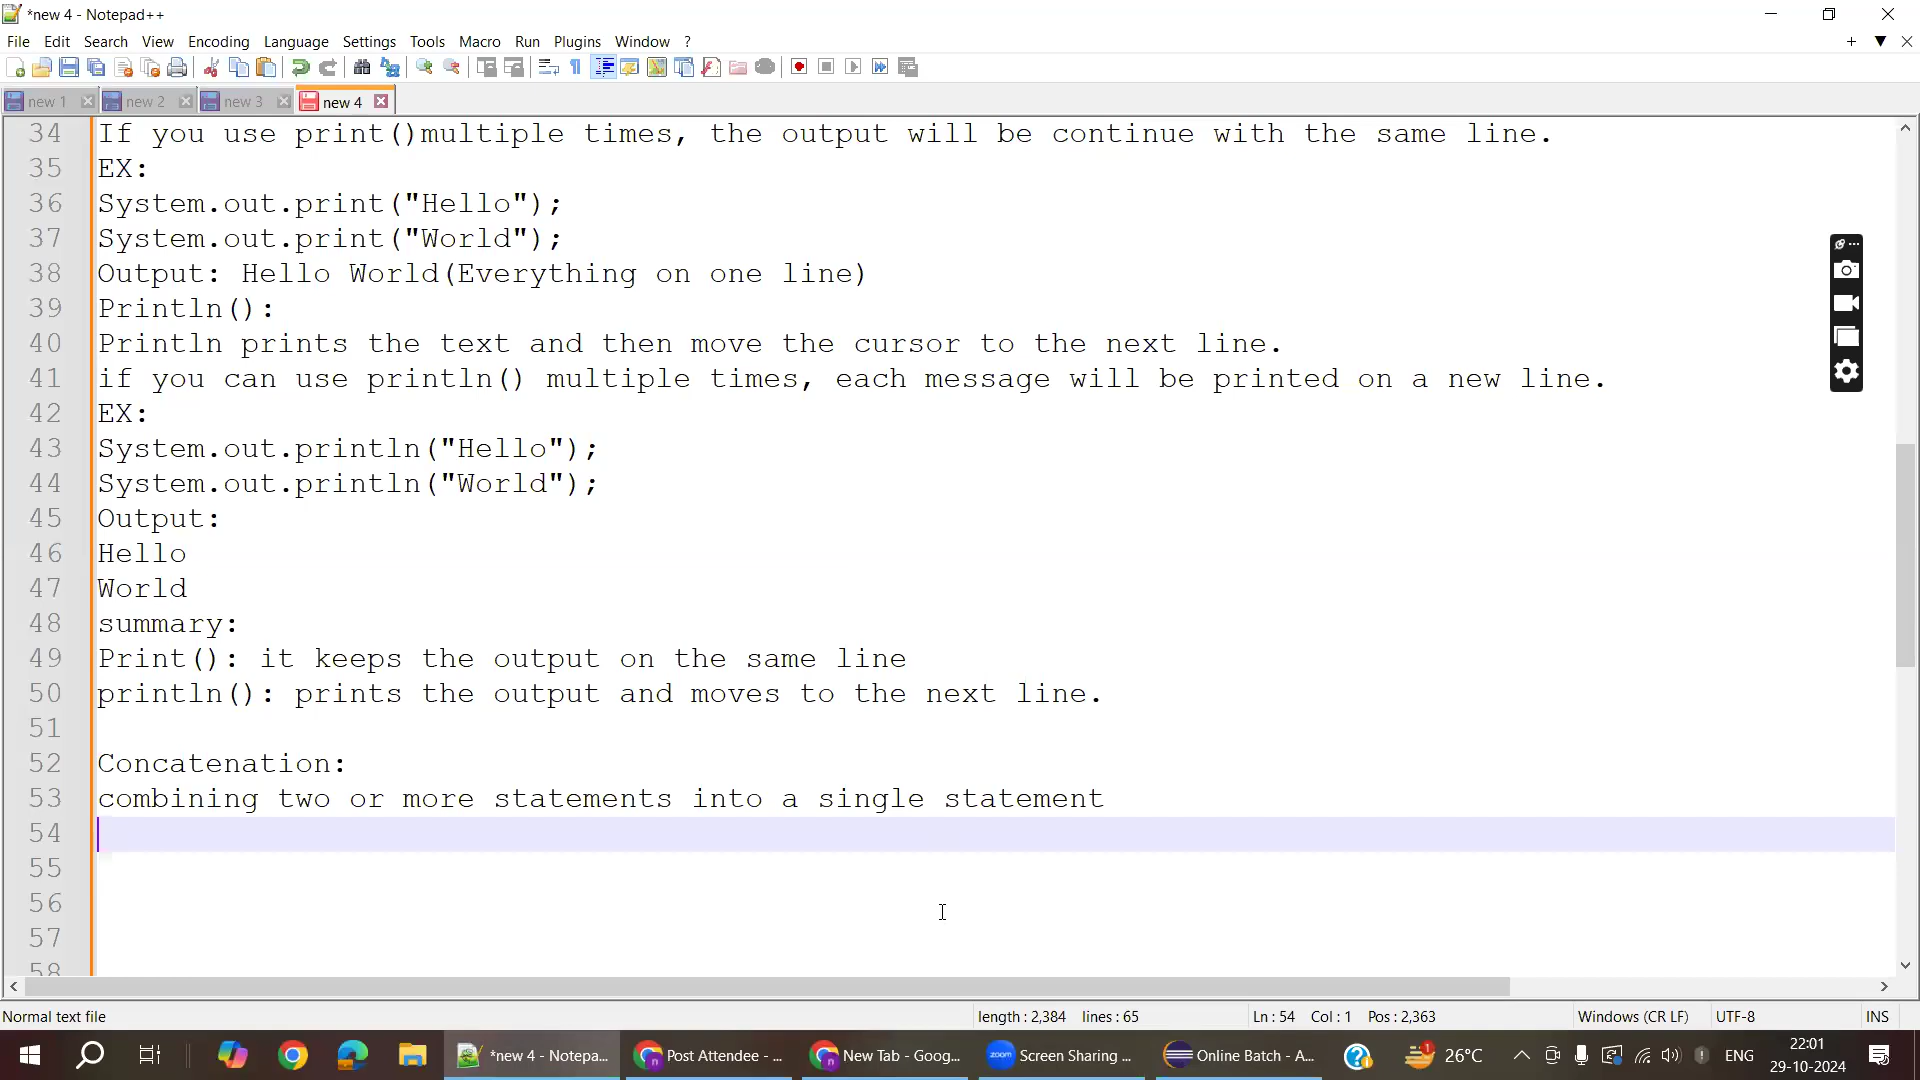 *new 4 - Notepad++
File Edit Search View Encoding Language Settings Tools Macro Run Plugins Window ?
new 1 new 2 new 3 new 4
34 If you use print()multiple times, the output will be continue with the same line.
35 EX:
36 System.out.print("Hello");
37 System.out.print("World");
38 Output: Hello World(Everything on one line)
39 Println():
40 Println prints the text and then move the cursor to the next line.
41 if you can use println() multiple times, each message will be printed on a new line.
42 EX:
43 System.out.println("Hello");
44 System.out.println("World");
45 Output:
46 Hello
47 World
48 summary:
49 Print(): it keeps the output on the same line
50 println(): prints the output and moves to the next line.
51
52 Concatenation:
53 combining two or more statements into a single statement
54
55
56
57
58
Normal text file length : 2,384 lines : 65 Ln : 54 Col : 1 Pos : 2,363 Windows (CR LF) UTF-8 INS
*new 4 - Notepa... Post Attendee - ... New Tab - Goog... zoom Screen Sharing ... Online Batch - A... 26°C ENG 22:01
29-10-2024